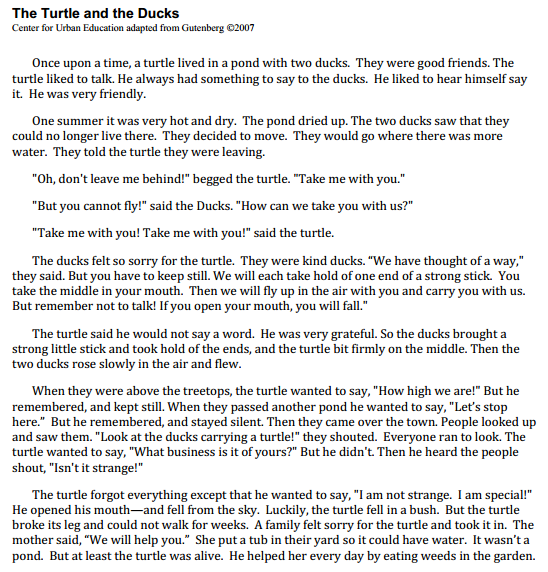 The Turtle and the Ducks
Center for Urban Education adapted from Gutenberg ©2007
Once upon a time, a turtle lived in a pond with two ducks.  They were good friends. The
turtle liked to talk. He always had something to say to the ducks.  He liked to hear himself say
it.  He was very friendly.
One summer it was very hot and dry.  The pond dried up. The two ducks saw that they
could no longer live there.  They decided to move.  They would go where there was more
water.  They told the turtle they were leaving.
"Oh, don't leave me behind!" begged the turtle. "Take me with you."
"But you cannot fly!" said the Ducks. "How can we take you with us?"
"Take me with you! Take me with you!" said the turtle.
The ducks felt so sorry for the turtle.  They were kind ducks. “We have thought of a way,"
they said. But you have to keep still. We will each take hold of one end of a strong stick.  You
take the middle in your mouth.  Then we will fly up in the air with you and carry you with us.
But remember not to talk! If you open your mouth, you will fall."
The turtle said he would not say a word.  He was very grateful. So the ducks brought a
strong little stick and took hold of the ends, and the turtle bit firmly on the middle. Then the
two ducks rose slowly in the air and flew.
When they were above the treetops, the turtle wanted to say, "How high we are!" But he
remembered, and kept still. When they passed another pond he wanted to say, "Let’s stop
here.”  But he remembered, and stayed silent. Then they came over the town. People looked up
and saw them. "Look at the ducks carrying a turtle!" they shouted.  Everyone ran to look. The
turtle wanted to say, "What business is it of yours?" But he didn't. Then he heard the people
shout, "Isn't it strange!"
The turtle forgot everything except that he wanted to say, "I am not strange.  I am special!"
He opened his mouth—and fell from the sky.  Luckily, the turtle fell in a bush.  But the turtle
broke its leg and could not walk for weeks.  A family felt sorry for the turtle and took it in.  The
mother said, “We will help you.”  She put a tub in their yard so it could have water.  It wasn’t a
pond.  But at least the turtle was alive.  He helped her every day by eating weeds in the garden.